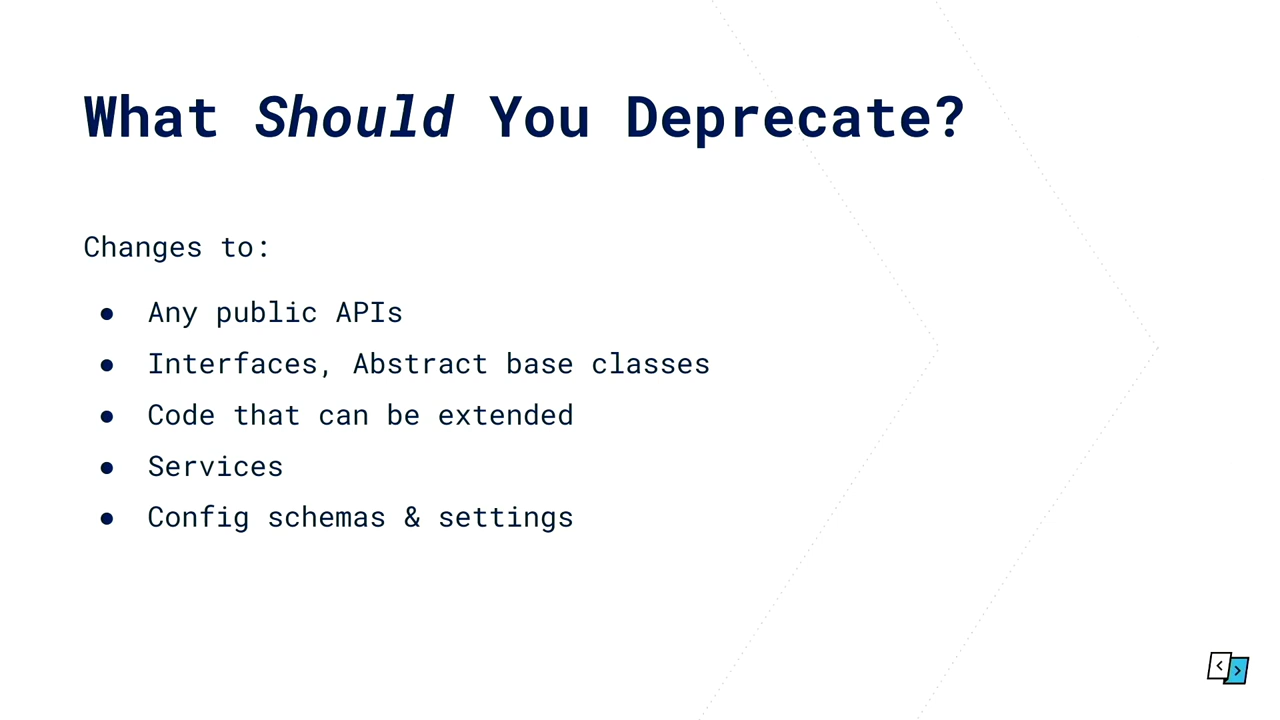 What Should You Deprecate?
Changes to:
● Any public APIs
● Interfaces, Abstract base classes
● Code that can be extended
● Services
● Config schemas & settings